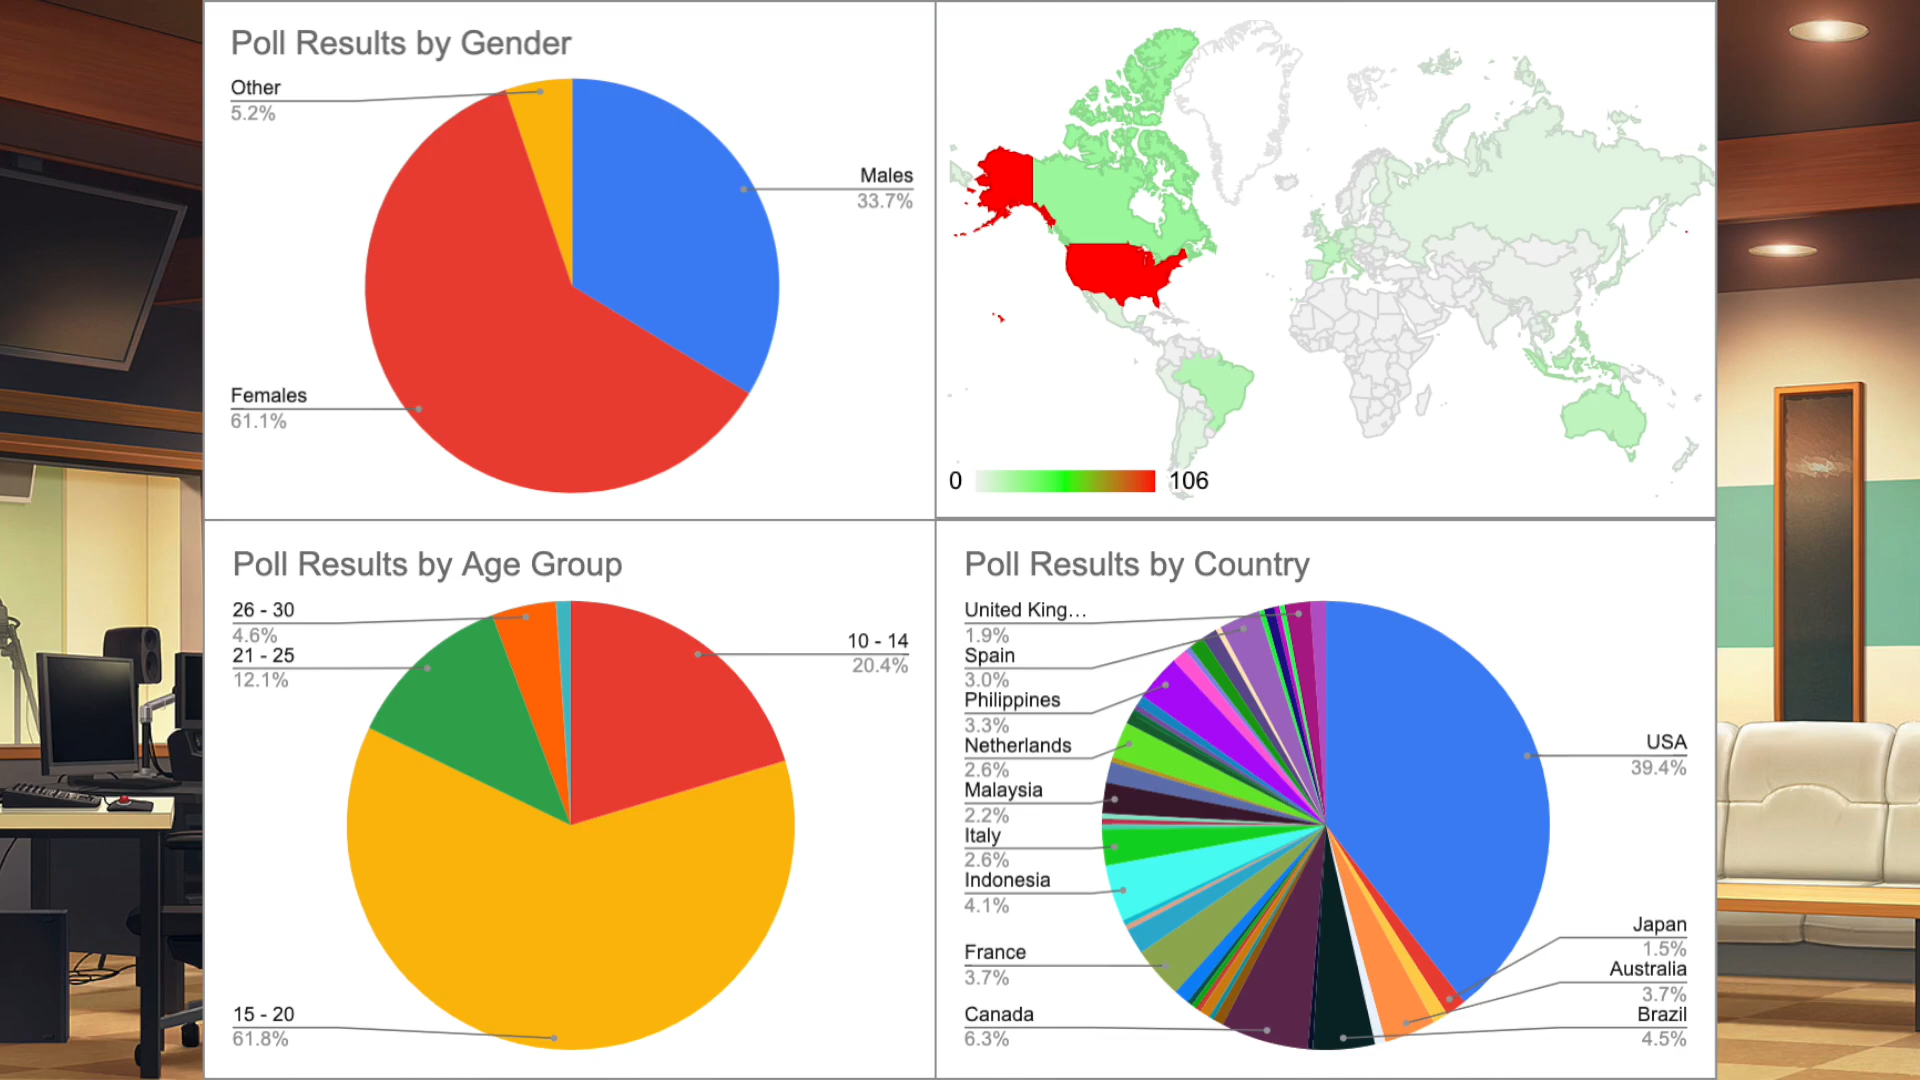 Poll Results by Gender
Other
5.2%
Males
33.7%
Females
61.1%
0
106
Poll Results by Age Group
26 - 30
4.6%
21 - 25
12.1%
10 - 14
20.4%
15 - 20
61.8%
Poll Results by Country
United King...
1.9%
Spain
3.0%
Philippines
3.3%
Netherlands
2.6%
Malaysia
2.2%
Italy
2.6%
Indonesia
4.1%
France
3.7%
Canada
6.3%
USA
39.4%
Japan
1.5%
Australia
3.7%
Brazil
4.5%